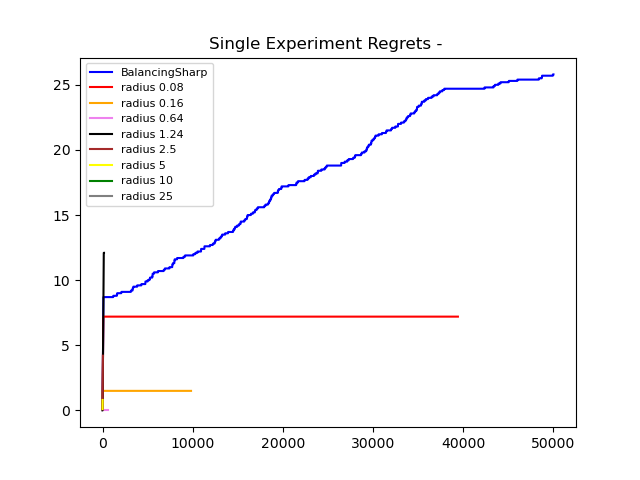 Single Experiment Regrets -
BalancingSharp
radius 0.08
radius 0.16
radius 0.64
radius 1.24
radius 2.5
radius 5
radius 10
radius 25
25
20
15
10
5
0
0 10000 20000 30000 40000 50000